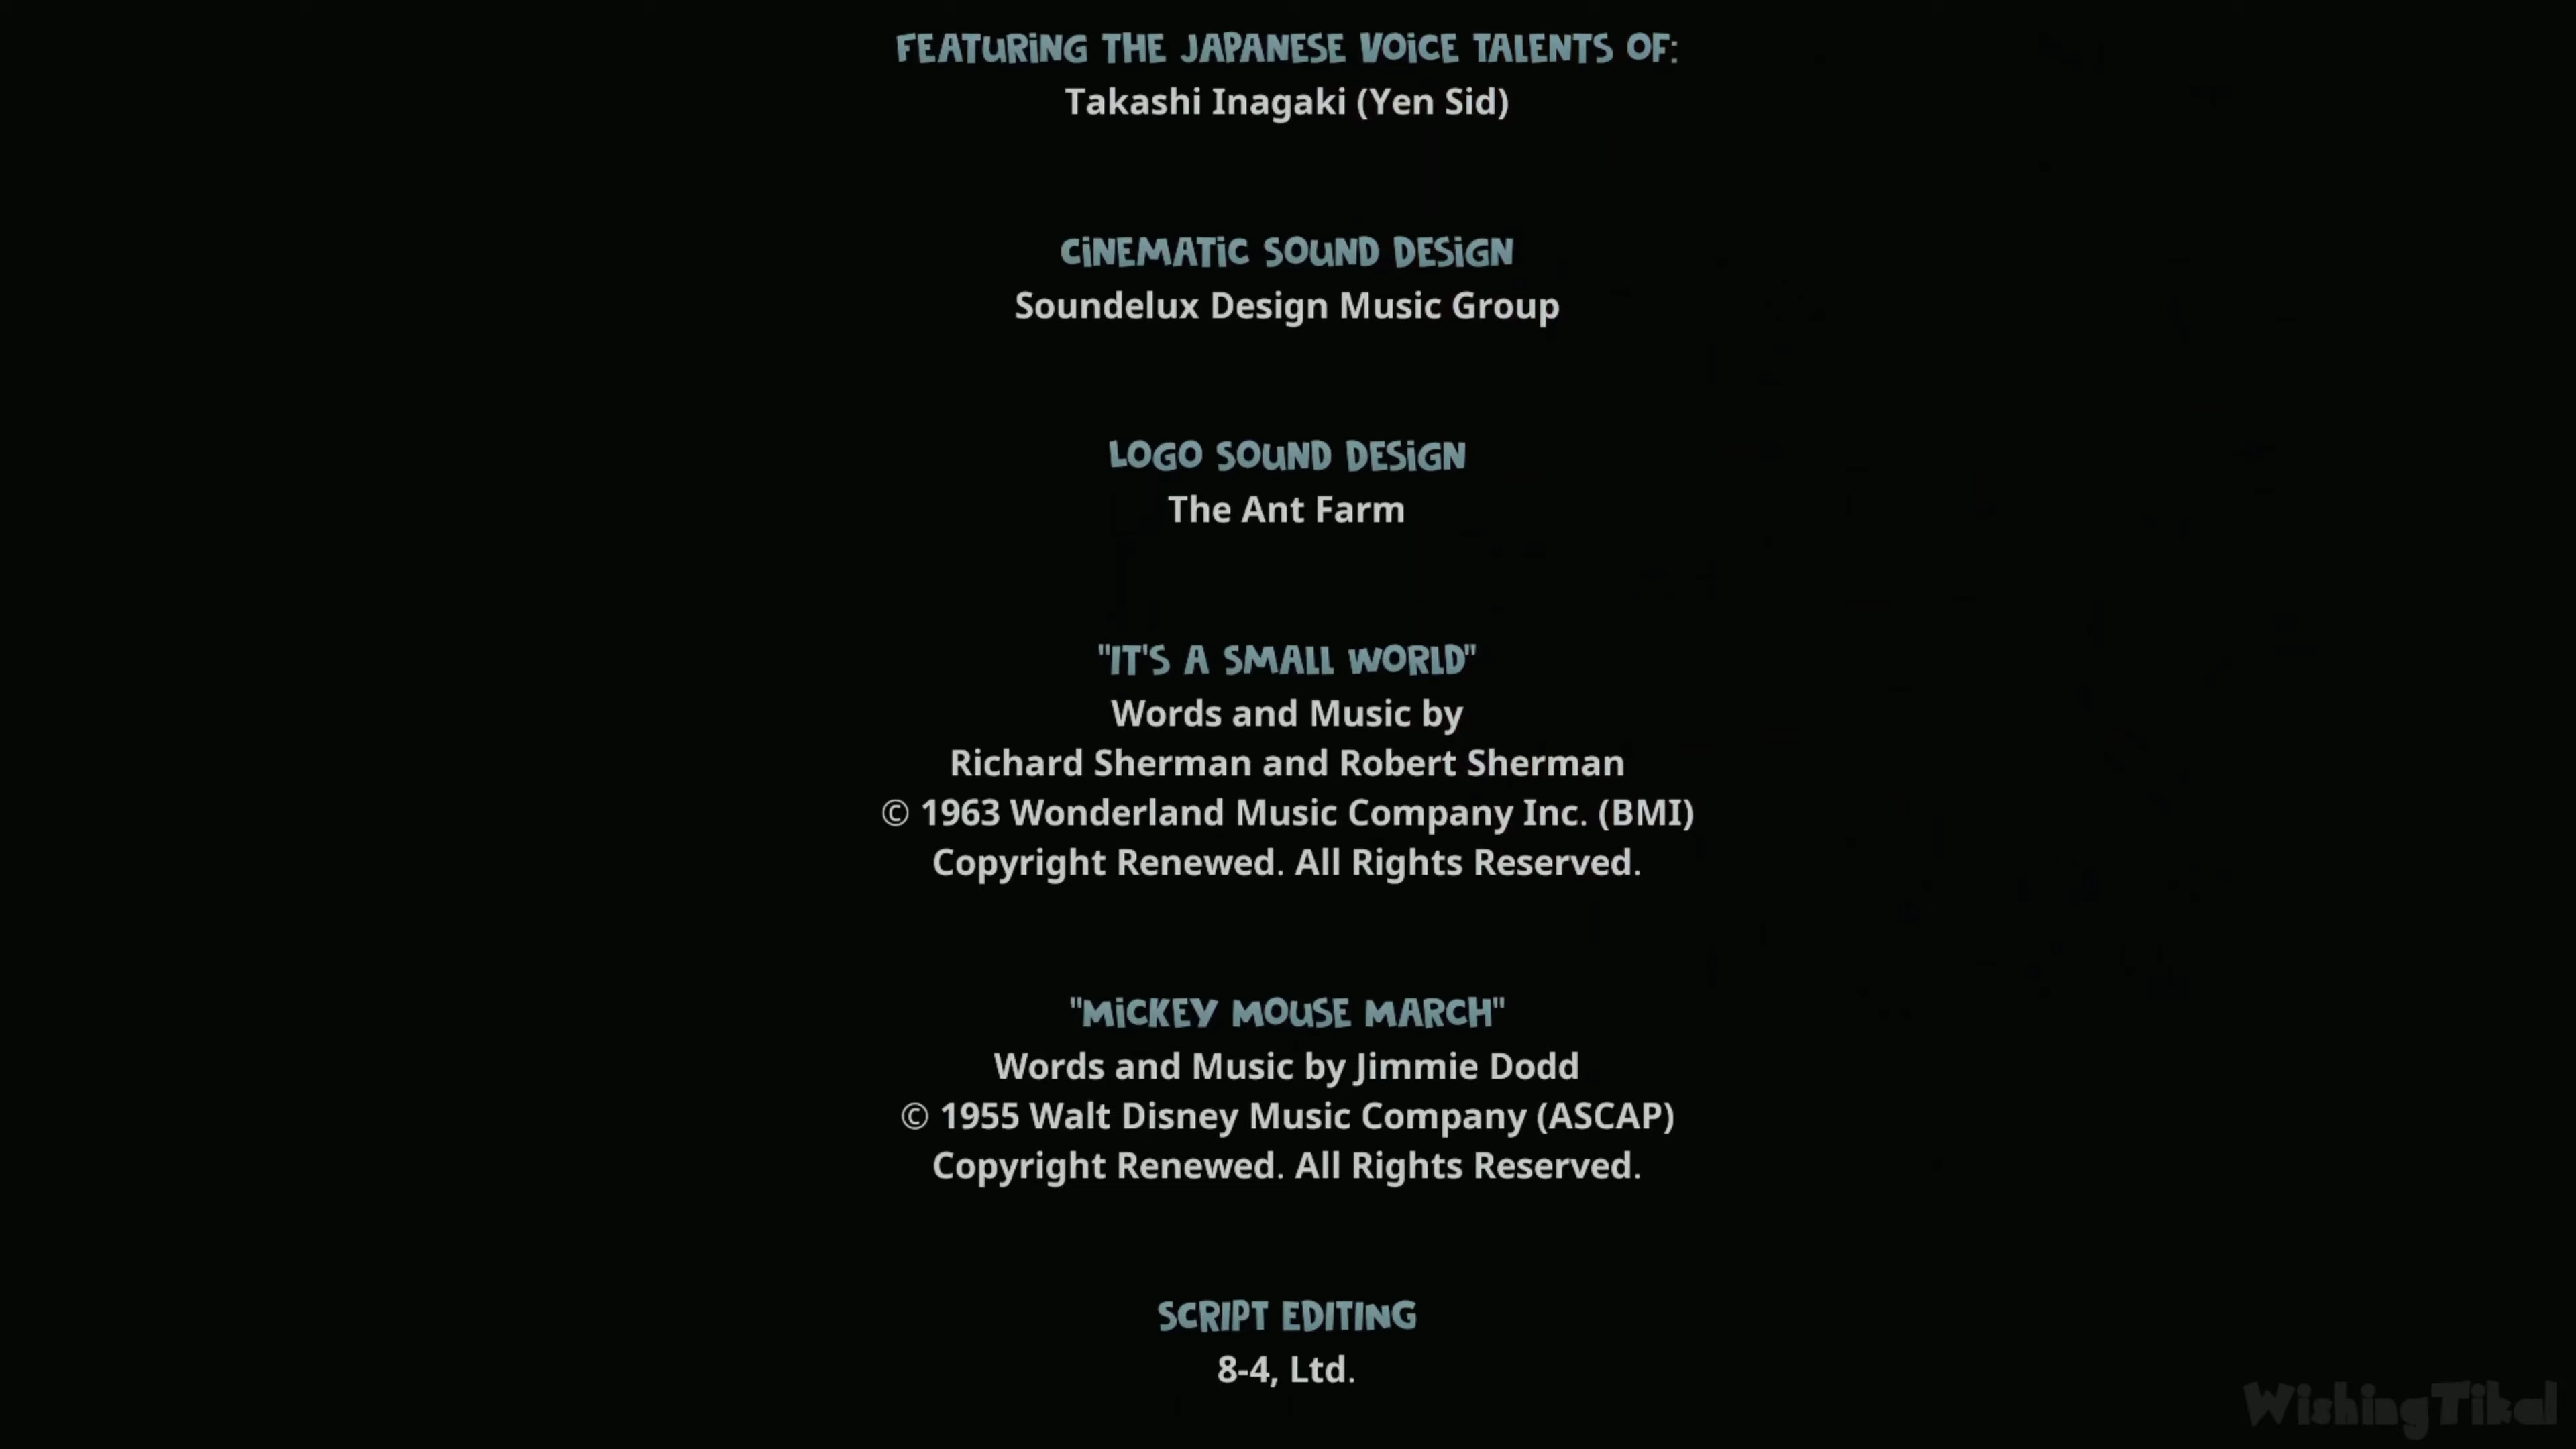 FEATURING THE JAPANESE VOICE TALENTS OF:
Takashi Inagaki (Yen Sid)
CINEMATIC SOUND DESIGN
Soundelux Design Music Group
LOGO SOUND DESIGN
The Ant Farm
"IT'S A SMALL WORLD"
Words and Music by
Richard Sherman and Robert Sherman
© 1963 Wonderland Music Company Inc. (BMI)
Copyright Renewed. All Rights Reserved.
"MICKEY MOUSE MARCH"
Words and Music by Jimmie Dodd
© 1955 Walt Disney Music Company (ASCAP)
Copyright Renewed. All Rights Reserved.
SCRIPT EDITING
8-4, Ltd.
WishingTikal